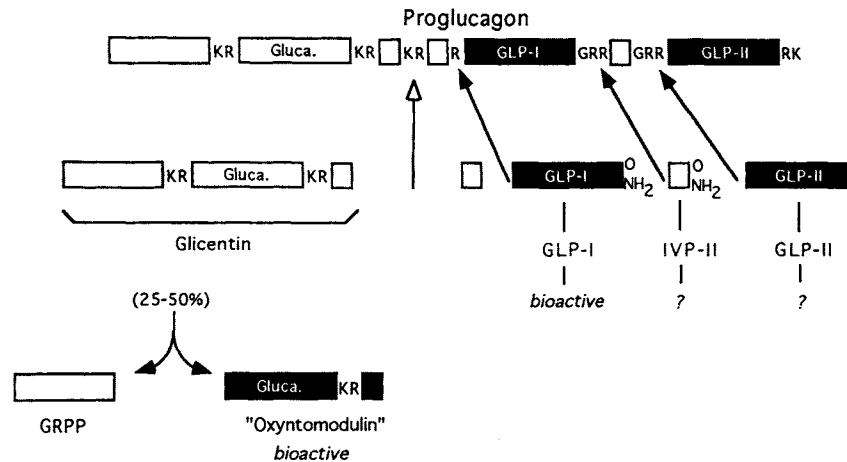 Proglucagon
KR Gluca. KR KR R GLP-I GRR GRR GLP-II RK
KR Gluca. KR GLP-I O NH2 O NH2 GLP-II
Glicentin
GLP-I IVP-II GLP-II
bioactive ? ?
(25-50%)
Gluca. KR
GRPP "Oxyntomodulin"
bioactive